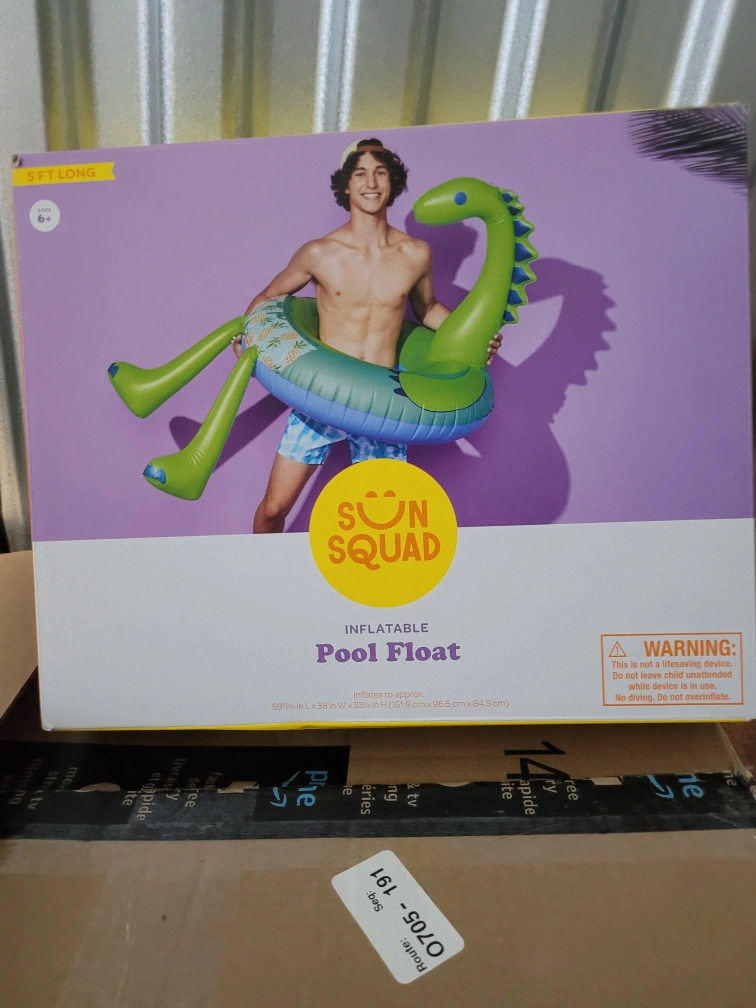 5 FT LONG
AGES
6+
SUN
SQUAD
INFLATABLE
Pool Float
Inflates to approx.
in L x 38 in W x 33¼ in H (151.9 cm x 96.5 cm x 84.5 cm)
WARNING:
This is not a lifesaving device.
Do not leave child unattended
while device is in use.
No diving. Do not overinflate.
14
Route:
0705 - 191
Seq: